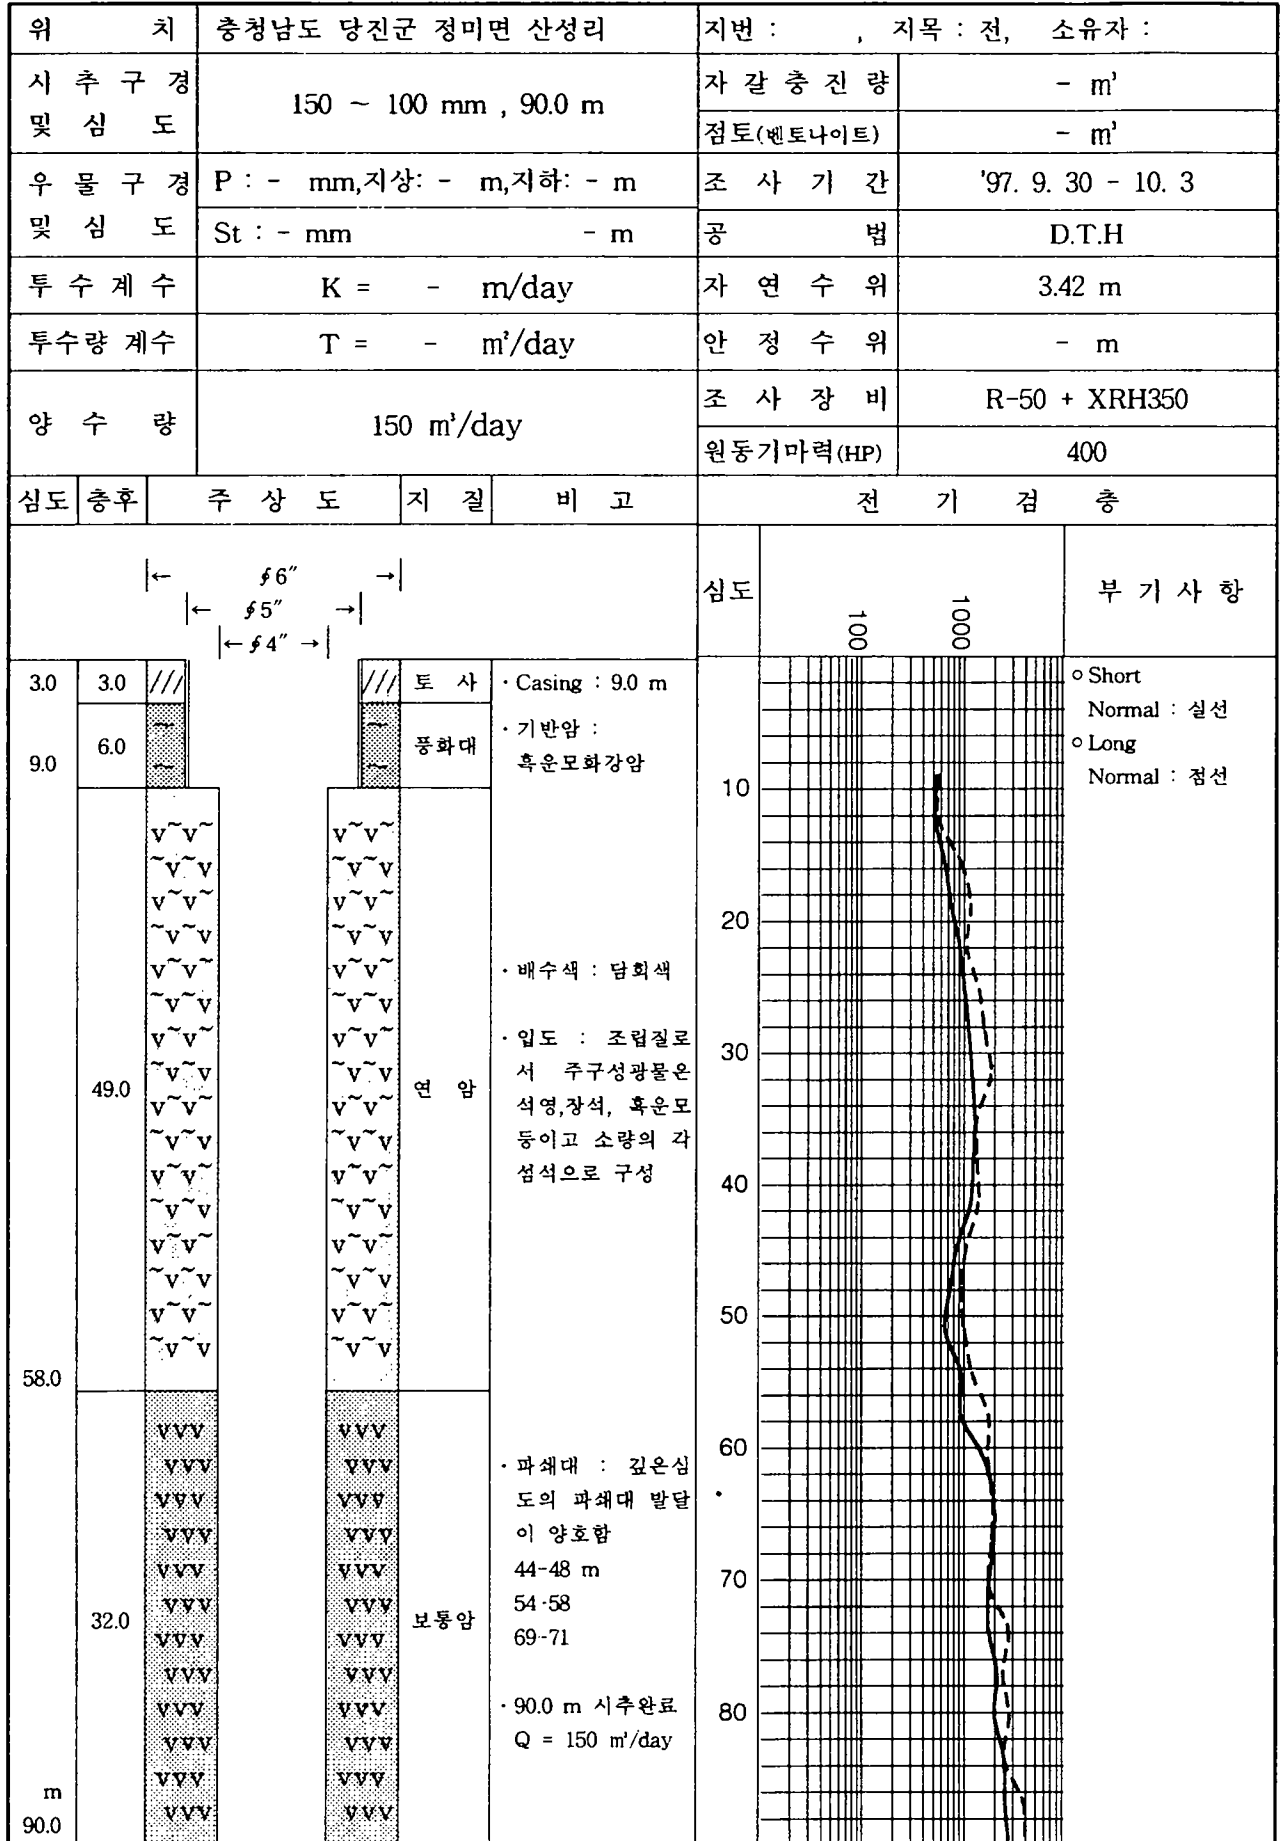 위 치 충청남도 당진군 정미면 산성리 지번 : , 지목 : 전, 소유자 :
시 추 구 경 및 심 도 150 ~ 100 mm , 90.0 m
자 갈 충 진 량 - m³
점토(벤토나이트) - m³
우 물 구 경 및 심 도 P : - mm,지상: - m,지하: - m
St : - mm - m
조 사 기 간 '97. 9. 30 - 10. 3
공 법 D.T.H
투 수 계 수 K = - m/day 자 연 수 위 3.42 m
투수량 계수 T = - m²/day 안 정 수 위 - m
양 수 량 150 m³/day
조 사 장 비 R-50 + XRH350
원동기마력(HP) 400
심도 층후 주 상 도 지 질 비 고 전 기 검 층
∮6″
∮5″
∮4″
심도 100 1000 부 기 사 항
3.0 3.0 토 사 · Casing : 9.0 m
9.0 6.0 풍화대 · 기반암 :
흑운모화강암
49.0 연 암
· 배수색 : 담회색
· 입도 : 조립질로
서 주구성광물은
석영,장석, 흑운모
등이고 소량의 각
섬석으로 구성
58.0
32.0 보통암
· 파쇄대 : 깊은심
도의 파쇄대 발달
이 양호함
44-48 m
54-58
69-71
· 90.0 m 시추완료
Q = 150 m³/day
m
90.0
○ Short
Normal : 실선
○ Long
Normal : 점선
10
20
30
40
50
60
70
80